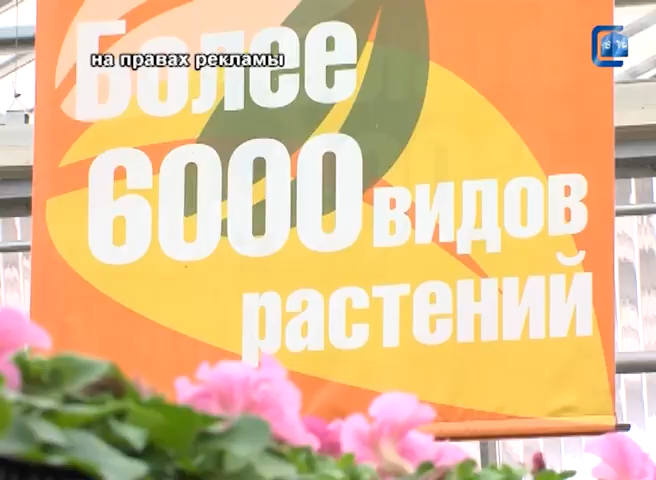 Более
на правах рекламы
6000 видов
растений